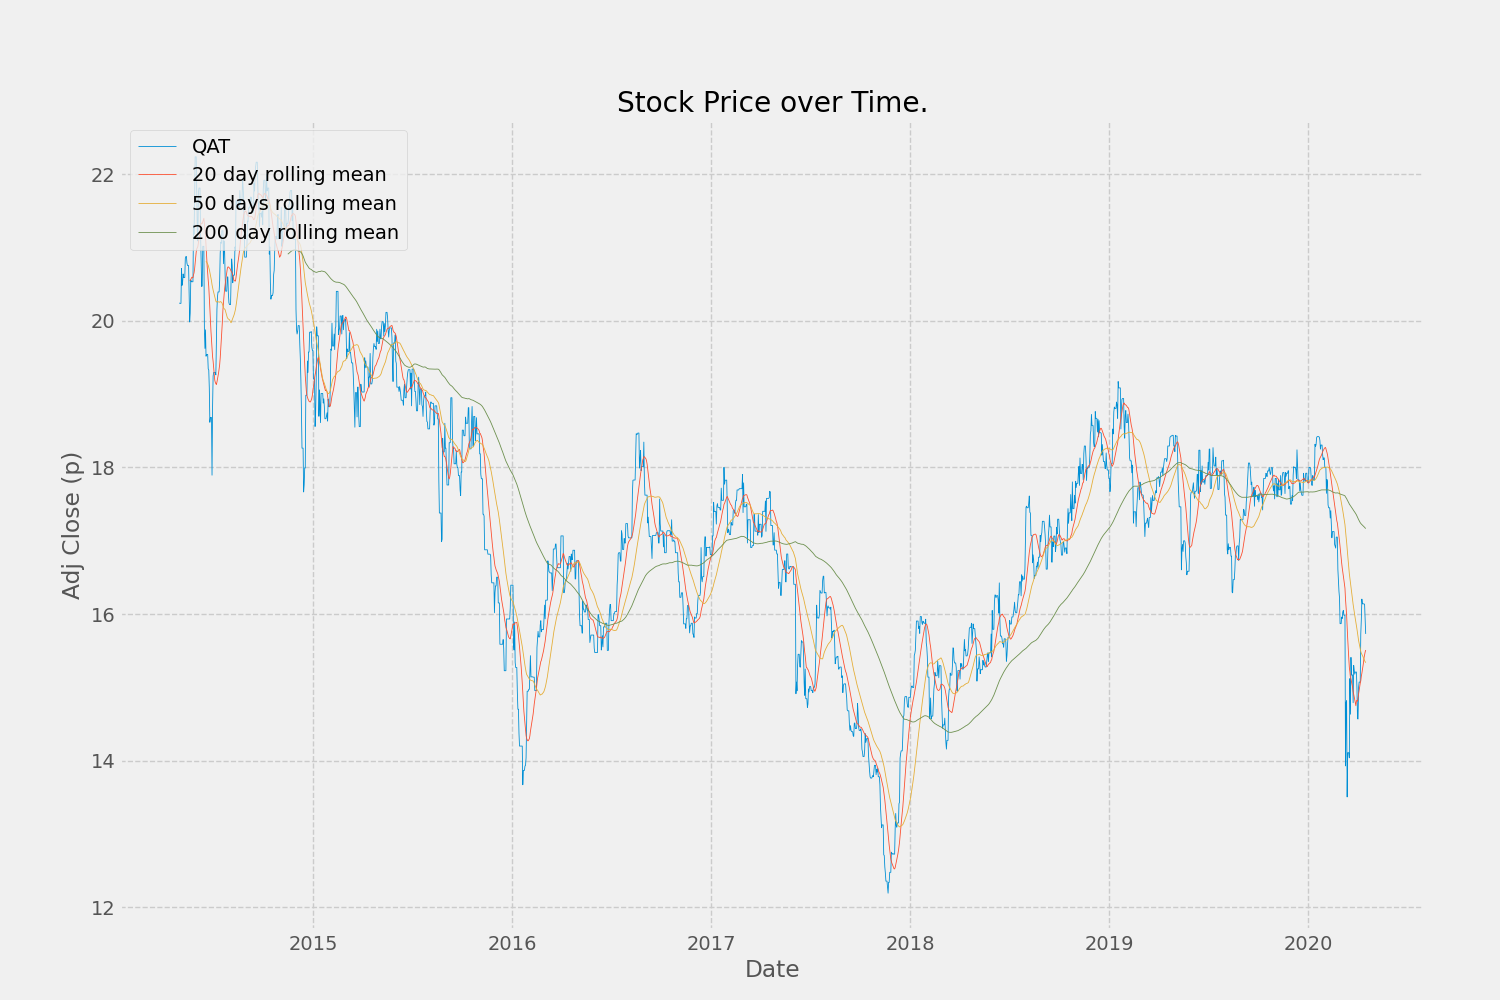 Stock Price over Time.
QAT
20 day rolling mean
50 days rolling mean
200 day rolling mean
Adj Close (p)
22
20
18
16
14
12
2015 2016 2017 2018 2019 2020
Date